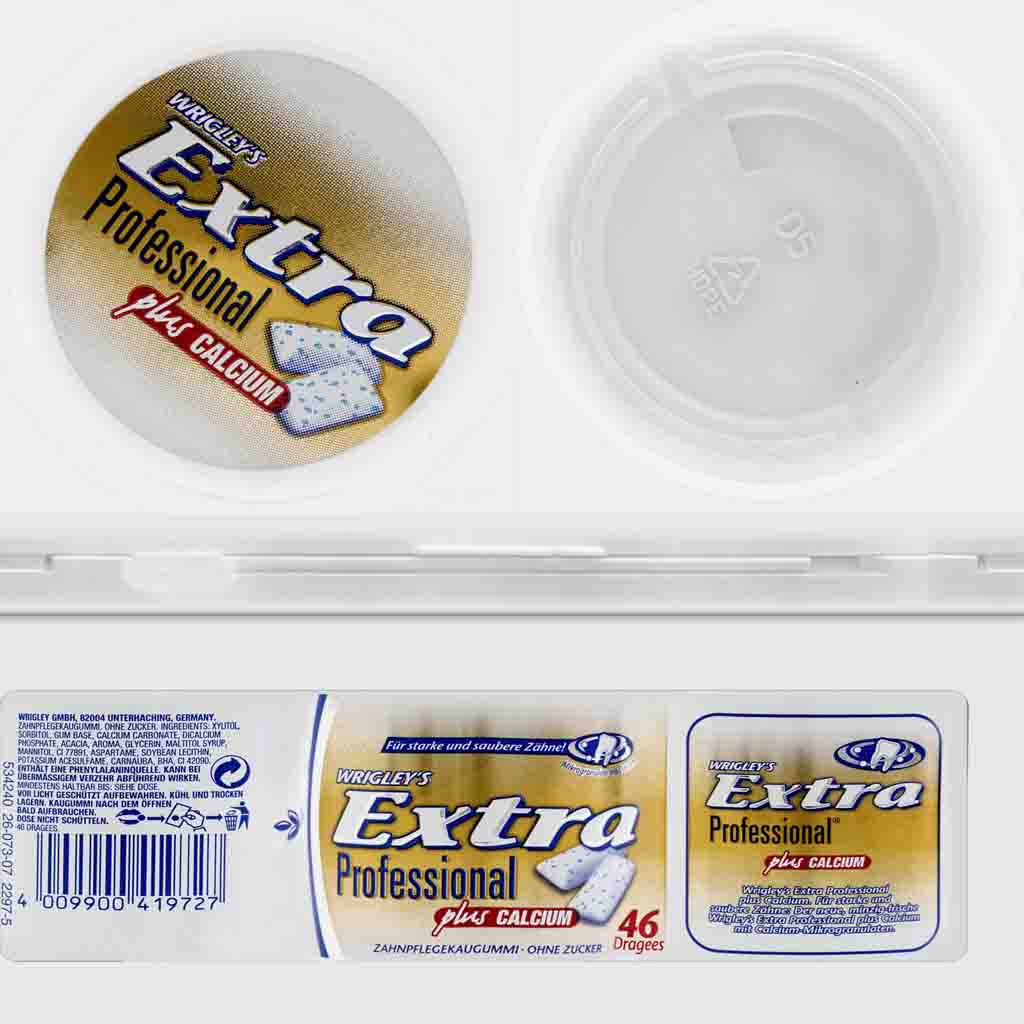 WRIGLEY'S
Extra
Professional
plus CALCIUM
05
HDPE
WRIGLEY GMBH, 82004 UNTERHACHING, GERMANY.
ZAHNPFLEGEKAUGUMMI. OHNE ZUCKER. INGREDIENTS: XYLITOL,
SORBITOL, GUM BASE, CALCIUM CARBONATE, DICALCIUM
PHOSPHATE, ACACIA, AROMA, GLYCERIN, MALTITOL SYRUP,
MANNITOL, CI 77891, ASPARTAME, SOYBEAN LECITHIN,
POTASSIUM ACESULFAME, CARNAUBA, BHA, CI 42090.
ENTHÄLT EINE PHENYLALANINQUELLE. KANN BEI
ÜBERMÄSSIGEM VERZEHR ABFÜHREND WIRKEN.
MINDESTENS HALTBAR BIS: SIEHE DOSE.
VOR LICHT GESCHÜTZT AUFBEWAHREN. KÜHL UND TROCKEN
LAGERN. KAUGUMMI NACH DEM ÖFFNEN
BALD AUFBRAUCHEN.
DOSE NICHT SCHÜTTELN.
46 DRAGEES
4 009900 419727
534240 26-073-07 2297-5
Für starke und saubere Zähne!
WRIGLEY'S
Extra
Professional
plus CALCIUM
46
Dragees
ZAHNPFLEGEKAUGUMMI · OHNE ZUCKER
WRIGLEY'S
Extra
Professional®
plus CALCIUM
Wrigley's Extra Professional
plus Calcium. Für starke und
saubere Zähne: Der neue, minzig-frische
Wrigley's Extra Professional plus Calcium
mit Calcium-Mikrogranulaten.